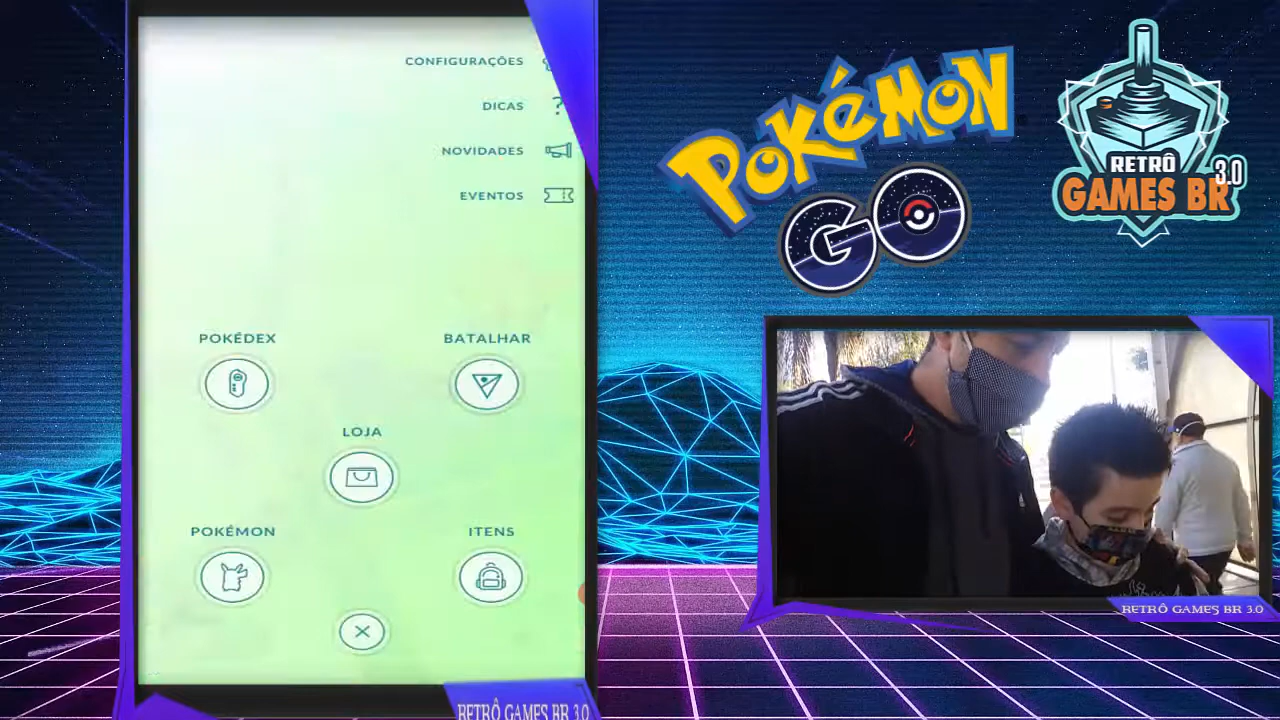 CONFIGURAÇÕES
DICAS
NOVIDADES
EVENTOS
POKÉDEX
BATALHAR
LOJA
POKÉMON
ITENS
RETRÔ GAMES BR 3.0
POKÉMON
GO
RETRÔ
GAMES BR
3.0
RETRÔ GAMES BR 3.0